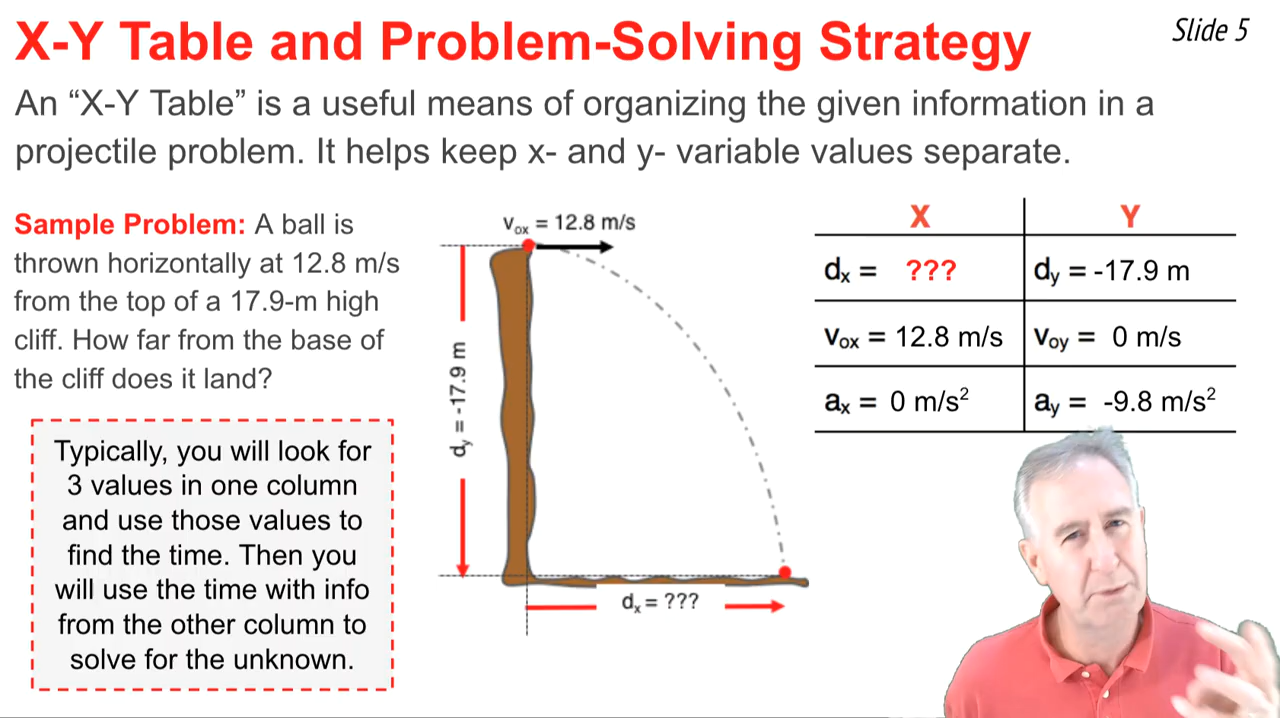 X-Y Table and Problem-Solving Strategy
Slide 5
An “X-Y Table” is a useful means of organizing the given information in a
projectile problem. It helps keep x- and y- variable values separate.
Sample Problem: A ball is
thrown horizontally at 12.8 m/s
from the top of a 17.9-m high
cliff. How far from the base of
the cliff does it land?
Typically, you will look for
3 values in one column
and use those values to
find the time. Then you
will use the time with info
from the other column to
solve for the unknown.
vox = 12.8 m/s
dy = -17.9 m
dx = ???
X Y
dx = ??? dy = -17.9 m
vox = 12.8 m/s voy = 0 m/s
ax = 0 m/s² ay = -9.8 m/s²